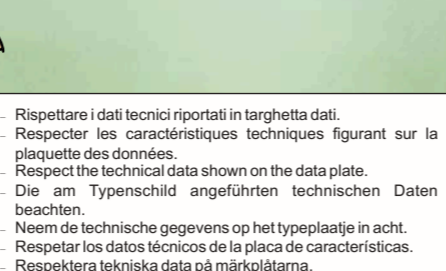 – Rispettare i dati tecnici riportati in targhetta dati.
– Respecter les caractéristiques techniques figurant sur la
plaquette des données.
– Respect the technical data shown on the data plate.
– Die am Typenschild angeführten technischen Daten
beachten.
– Neem de technische gegevens op het typeplaatje in acht.
– Respetar los datos técnicos de la placa de características.
– Respektera tekniska data på märkplåtarna.